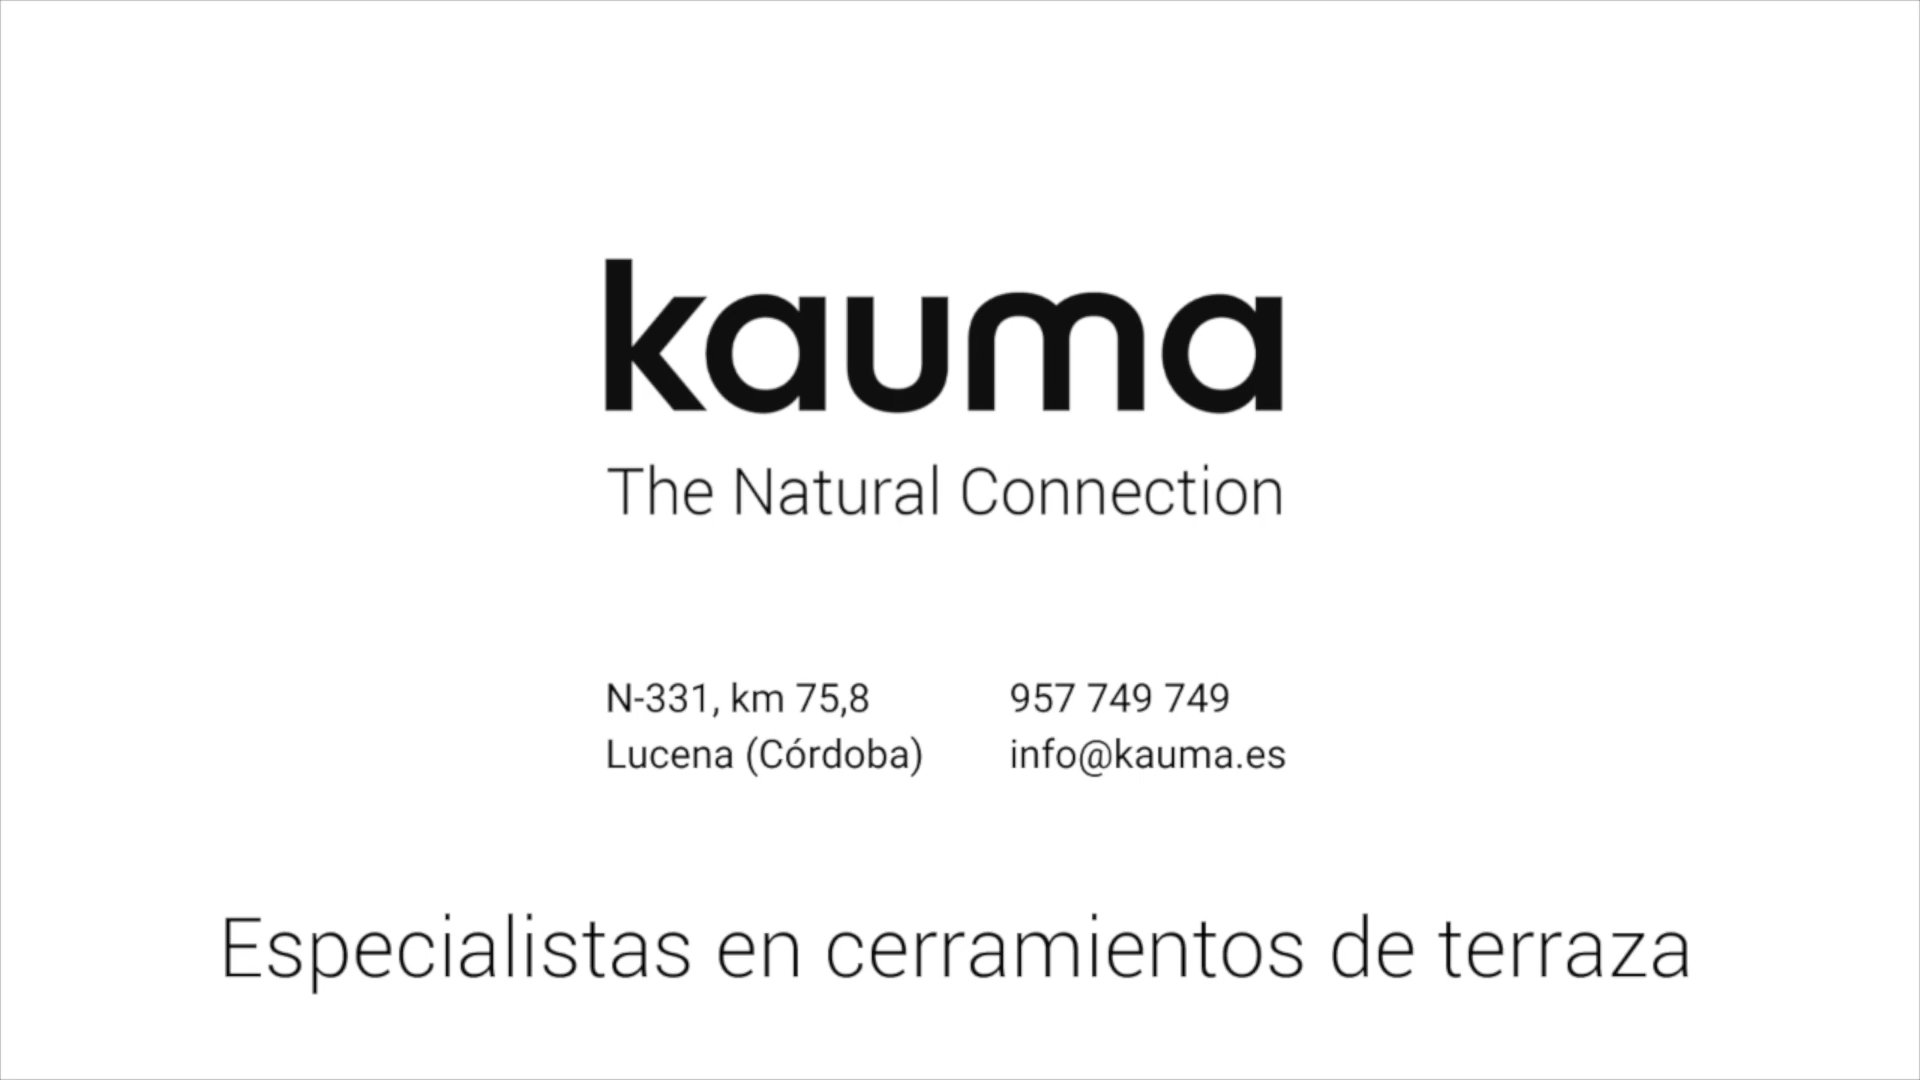 kauma
The Natural Connection
N-331, km 75,8
Lucena (Córdoba)
957 749 749
info@kauma.es
Especialistas en cerramientos de terraza